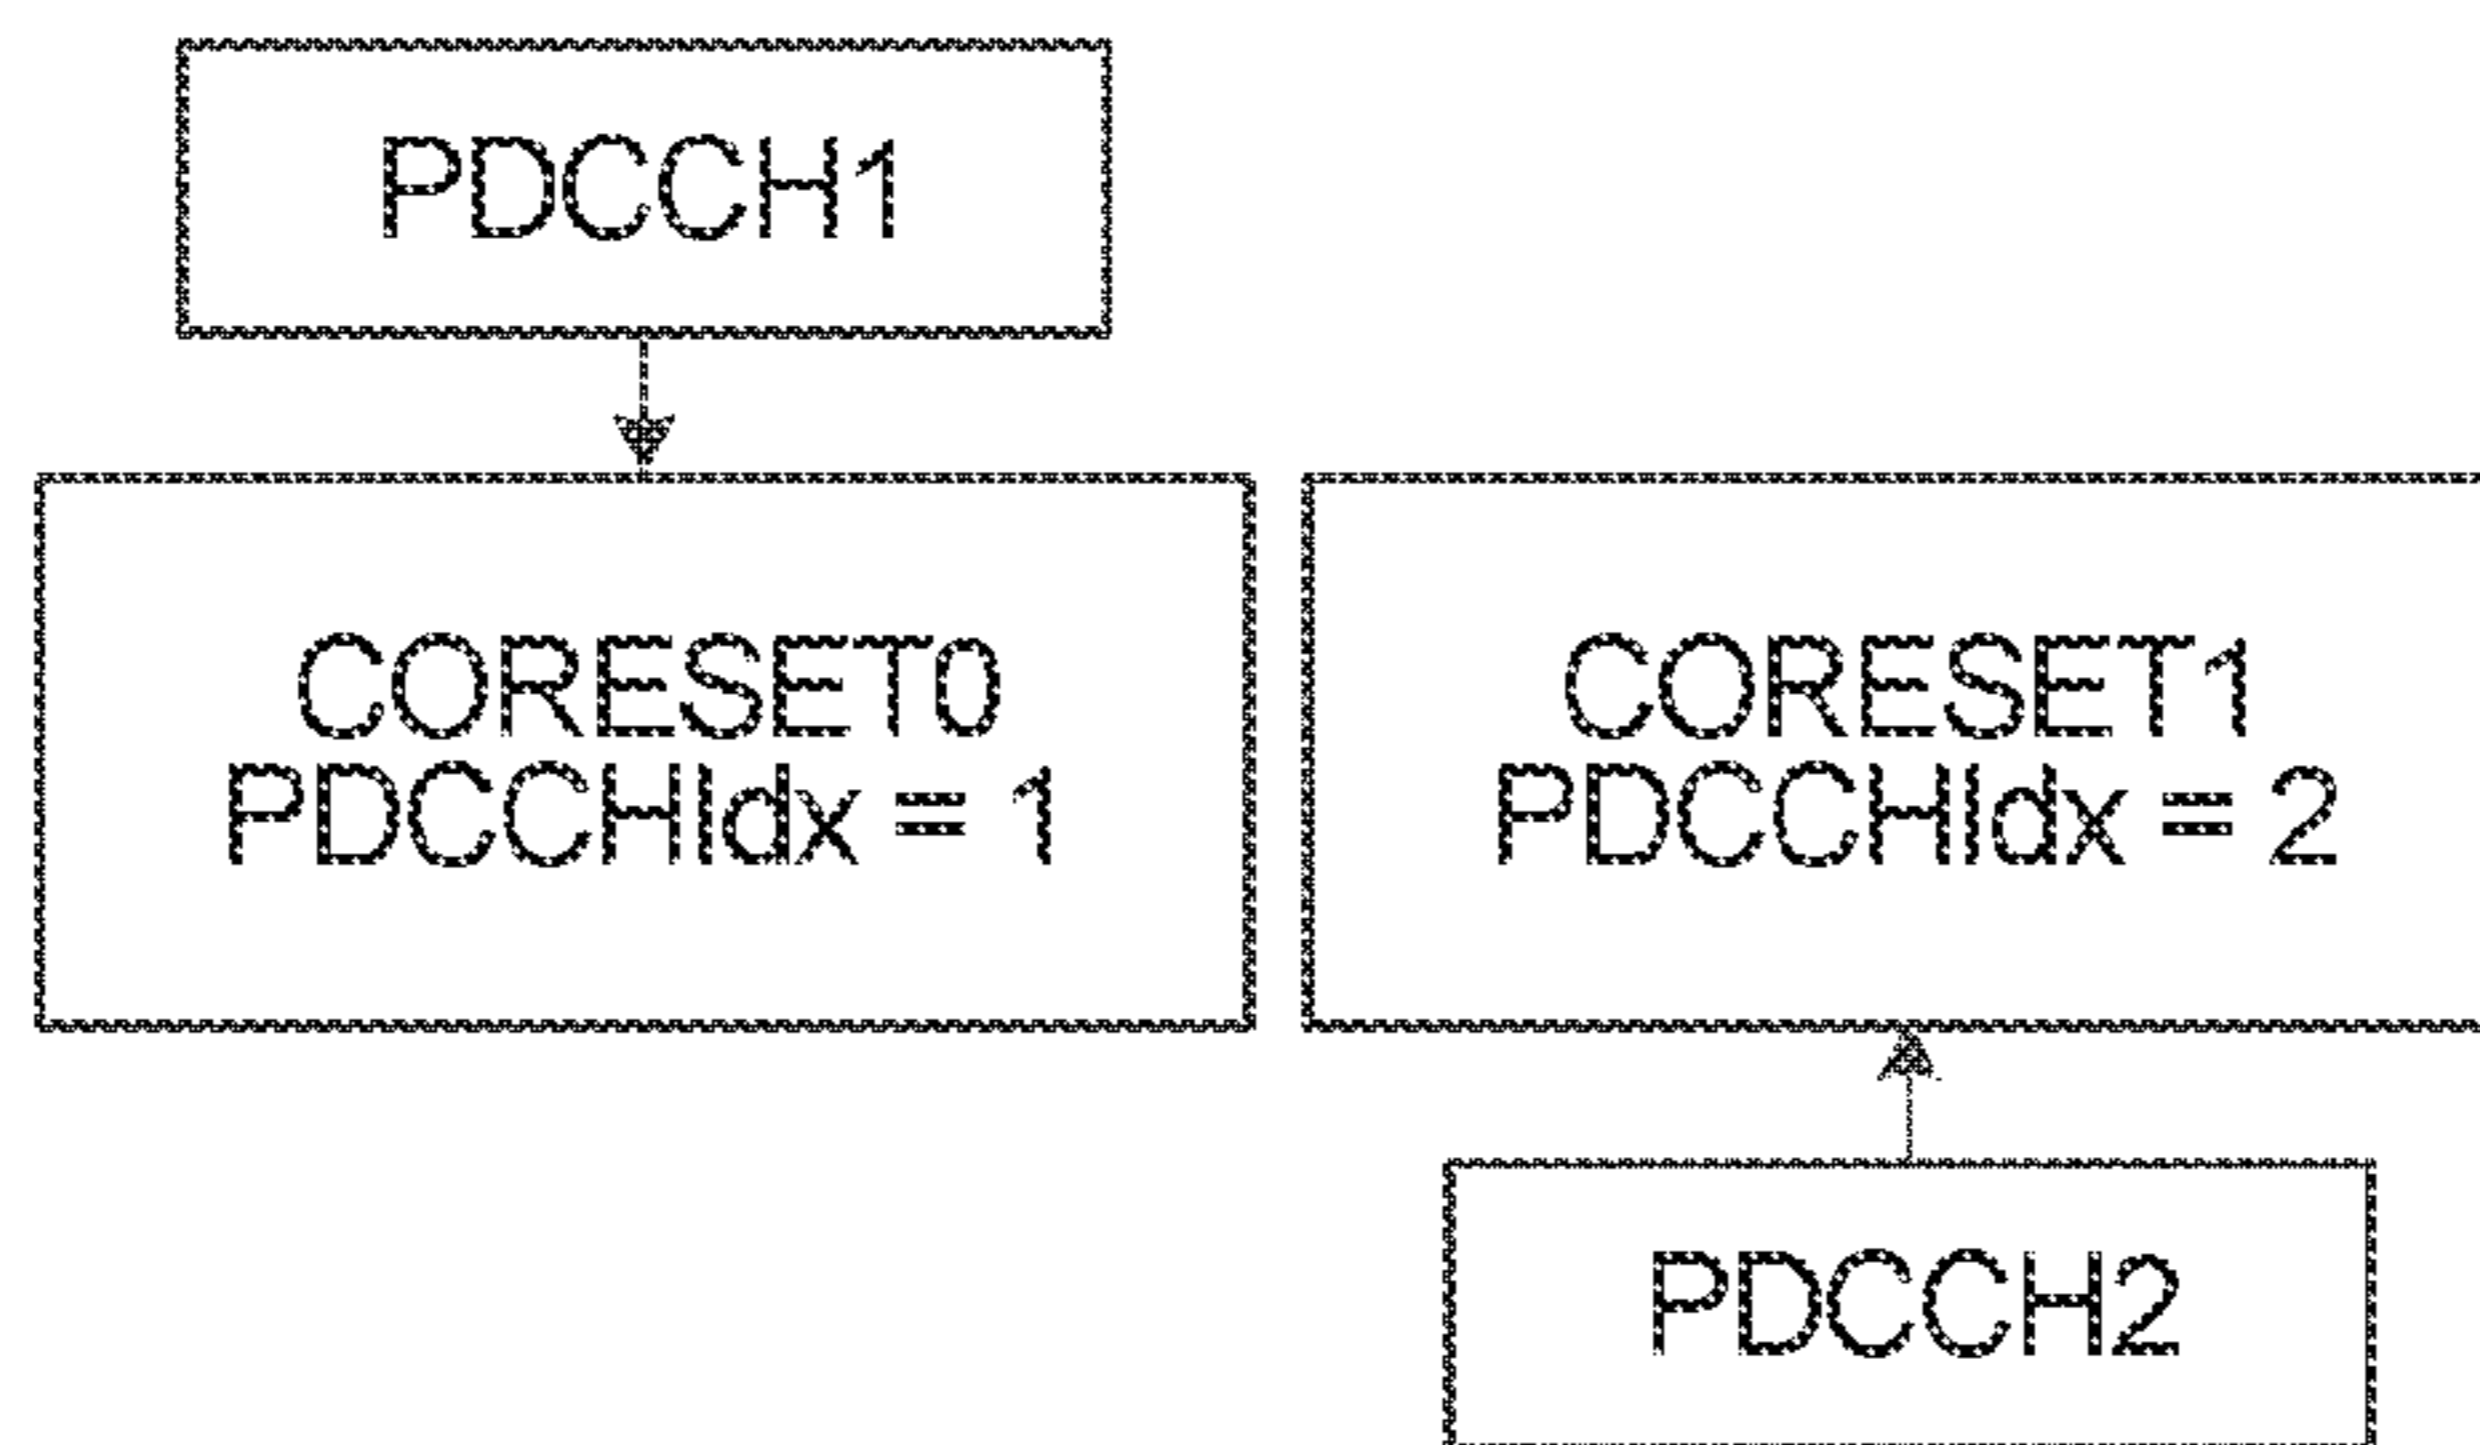 PDCCH1
CORESET0
PDCCHIdx = 1
CORESET1
PDCCHIdx = 2
PDCCH2